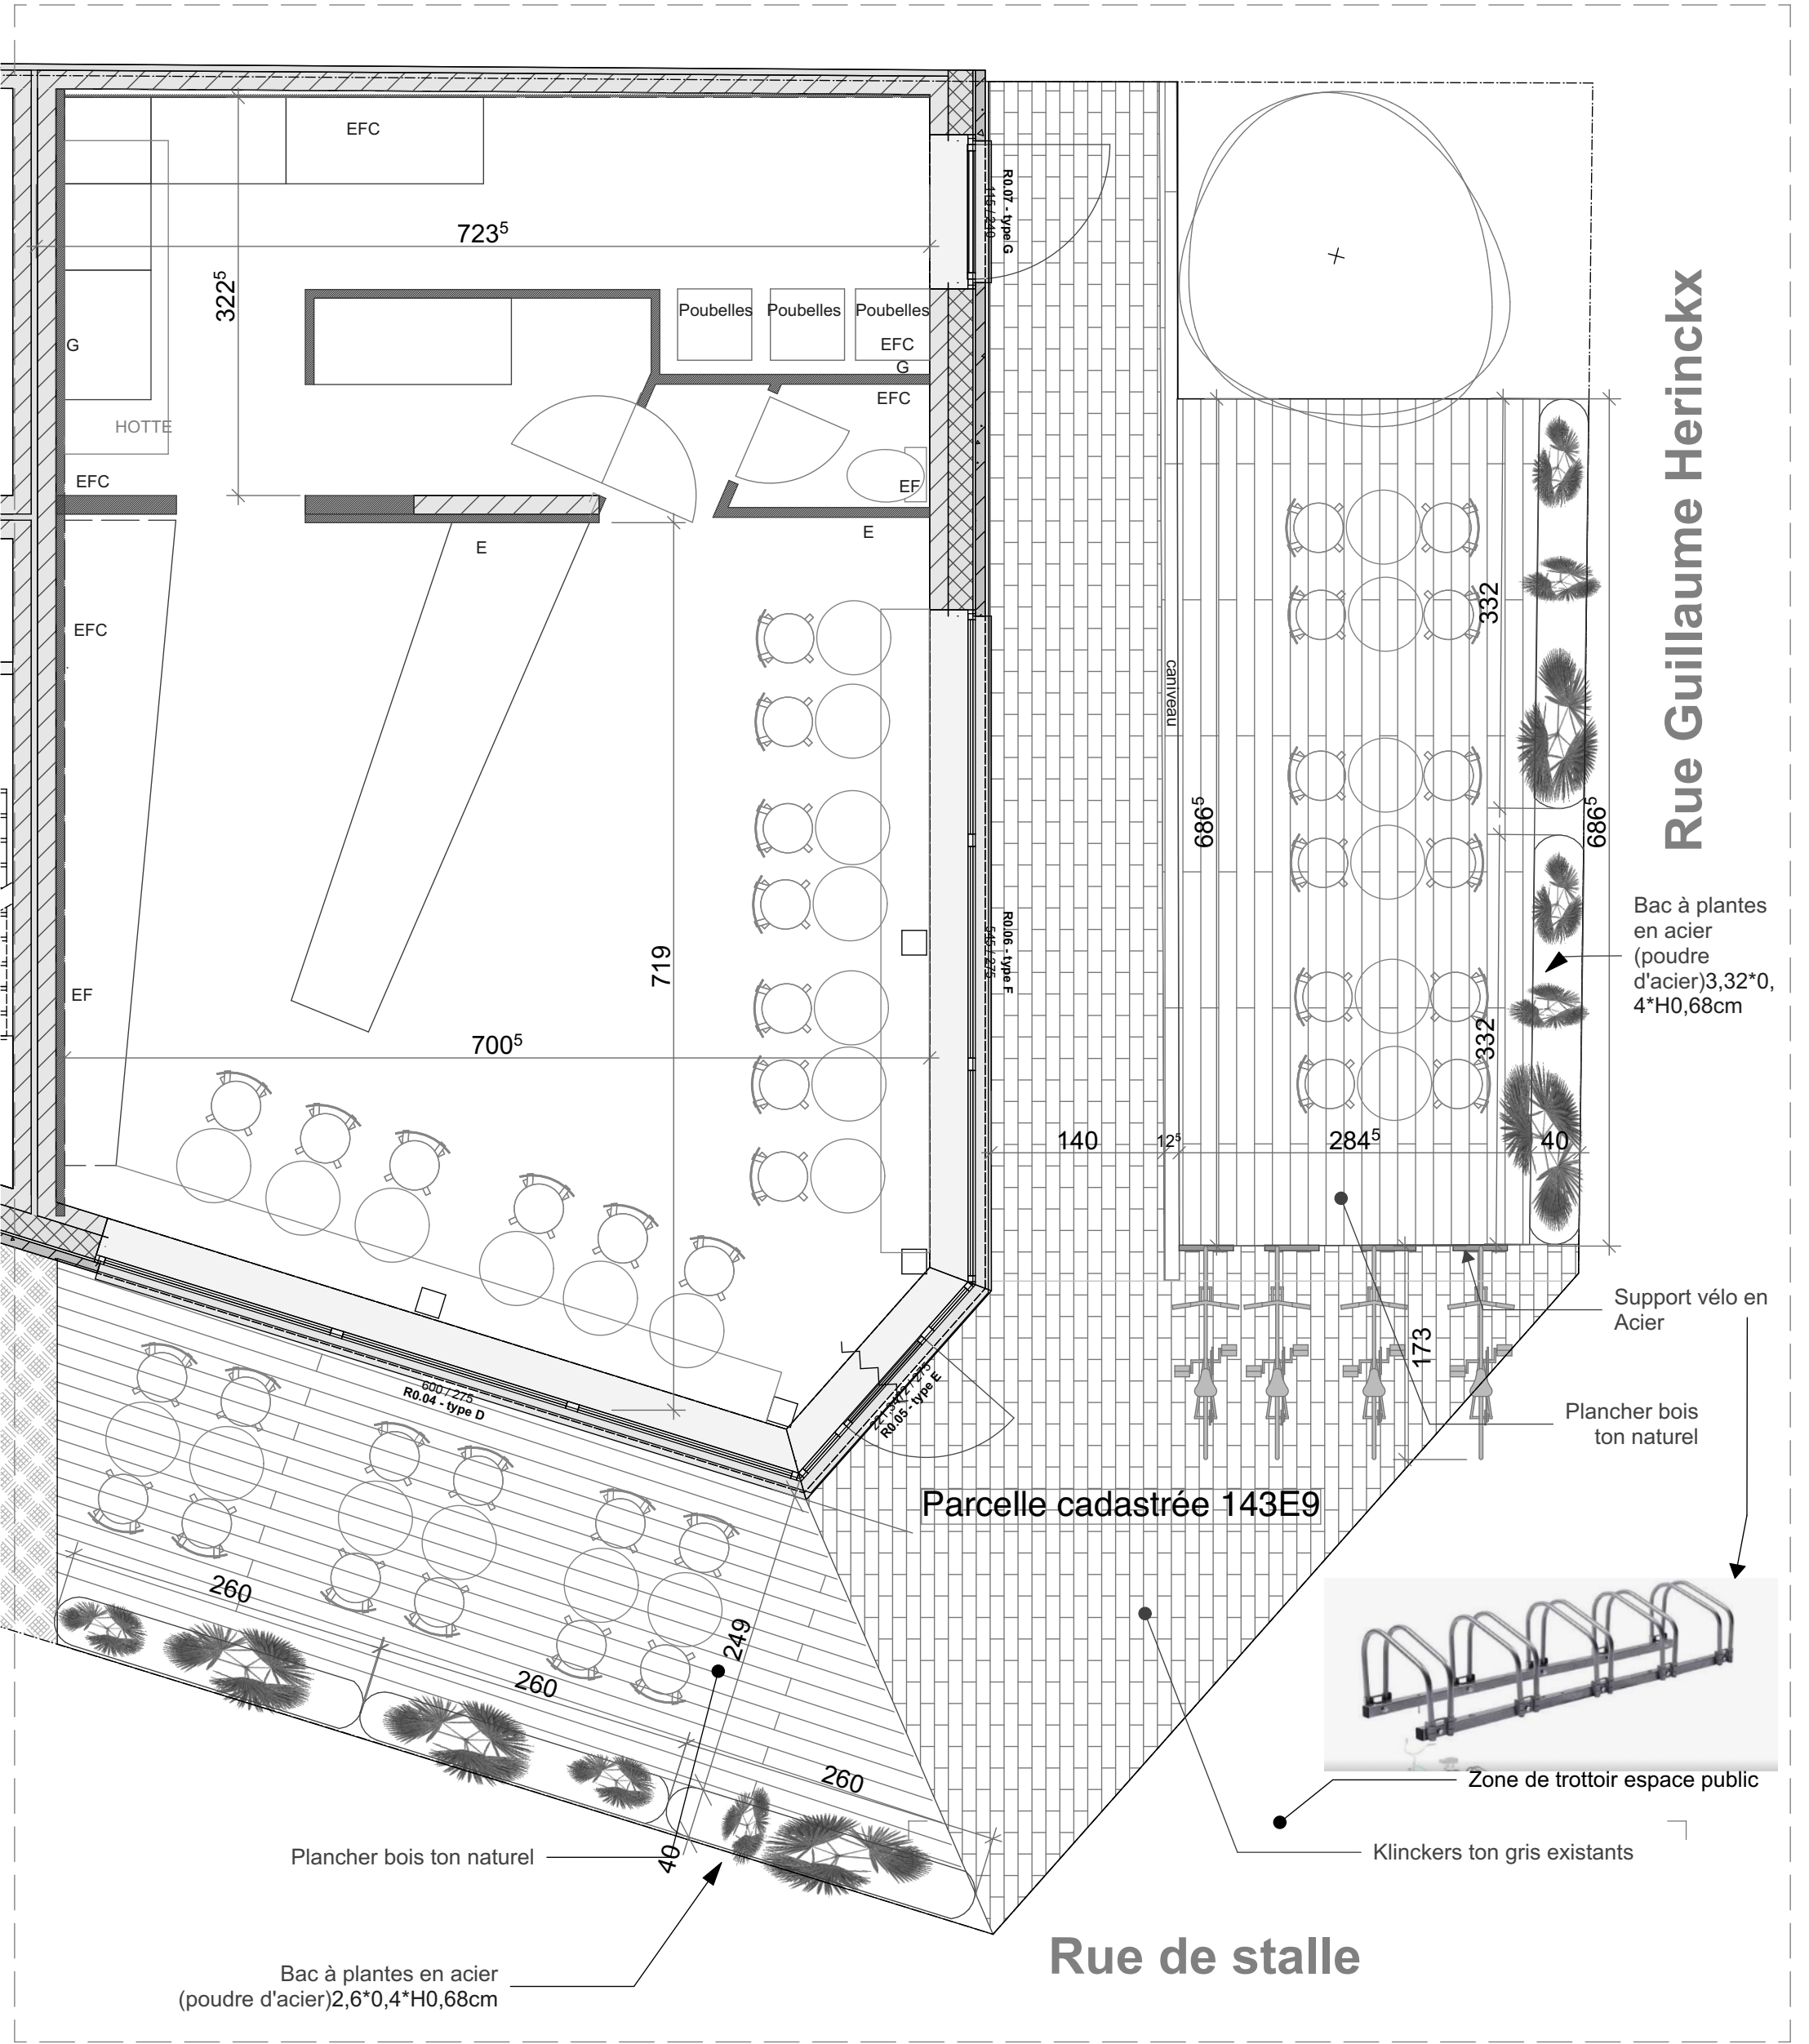 EFC
723⁵
322⁵
R0.07 - type G
115 / 240
Poubelles
Poubelles
Poubelles
EFC
G
EFC
G
HOTTE
EFC
EF
E
E
EFC
EF
719
700⁵
R0.06 - type F
545 / 275
caniveau
686⁵
332
332
686⁵
Rue Guillaume Herinckx
Bac à plantes
en acier
(poudre
d'acier)3,32*0,
4*H0,68cm
140
12⁵
284⁵
40
Support vélo en
Acier
173
Plancher bois
ton naturel
600 / 275
R0.04 - type D
R0.05 - type E
Parcelle cadastrée 143E9
260
260
260
249
40
Zone de trottoir espace public
Klinckers ton gris existants
Plancher bois ton naturel
Rue de stalle
Bac à plantes en acier
(poudre d'acier)2,6*0,4*H0,68cm